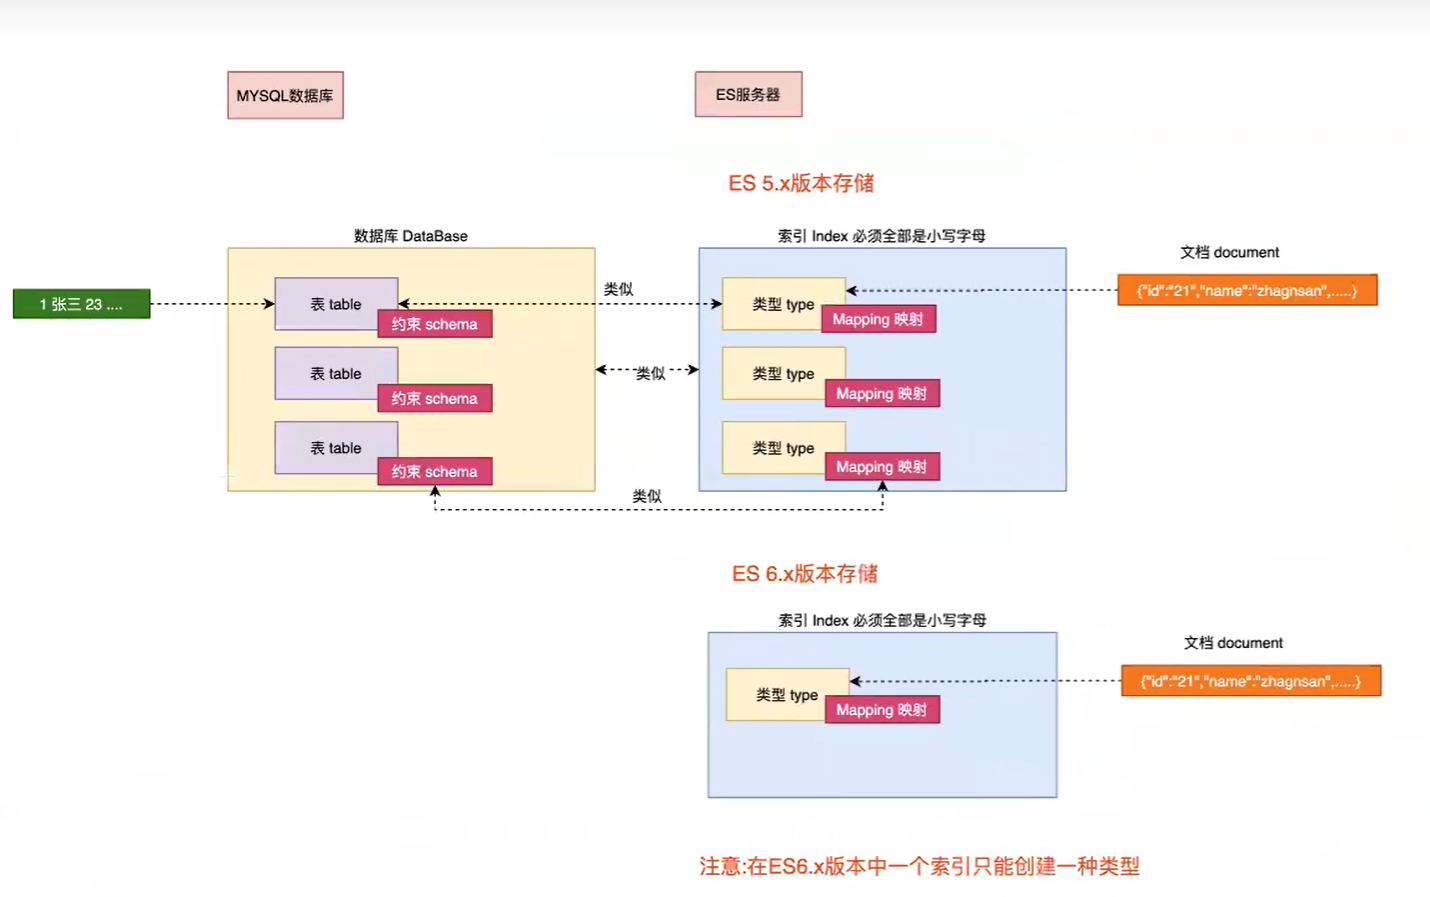 MYSQL数据库
ES服务器
ES 5.x版本存储
数据库 DataBase
索引 Index 必须全部是小写字母
文档 document
1 张三 23 ....
表 table
约束 schema
类似
类型 type
Mapping 映射
{"id":"21","name":"zhagnsan",.....}
表 table
约束 schema
类似
类型 type
Mapping 映射
表 table
约束 schema
类型 type
Mapping 映射
类似
ES 6.x版本存储
索引 Index 必须全部是小写字母
文档 document
类型 type
Mapping 映射
{"id":"21","name":"zhagnsan",.....}
注意:在ES6.x版本中一个索引只能创建一种类型